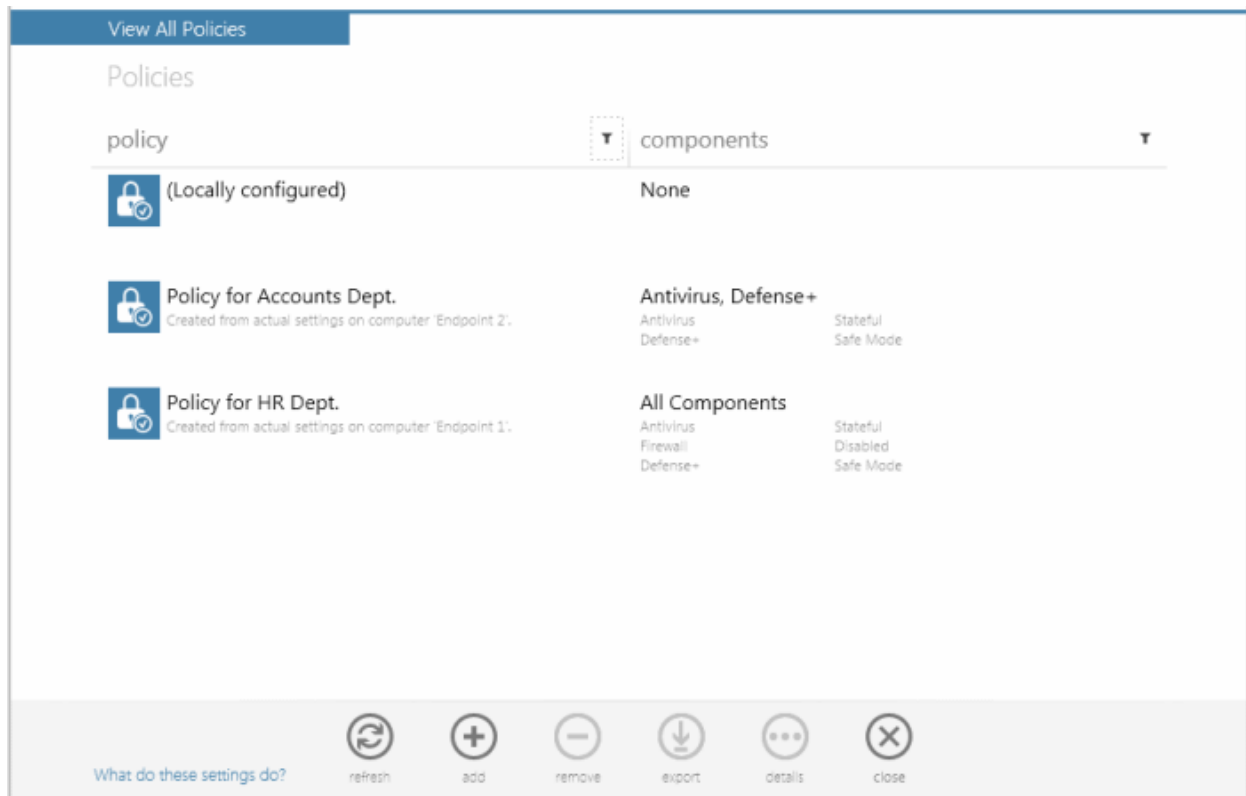 View All Policies
Policies
policy components
(Locally configured) None
Policy for Accounts Dept. Antivirus, Defense+
Created from actual settings on computer 'Endpoint 2'. Antivirus Stateful
Defense+ Safe Mode
Policy for HR Dept. All Components
Created from actual settings on computer 'Endpoint 1'. Antivirus Stateful
Firewall Disabled
Defense+ Safe Mode
What do these settings do? refresh add remove export details close